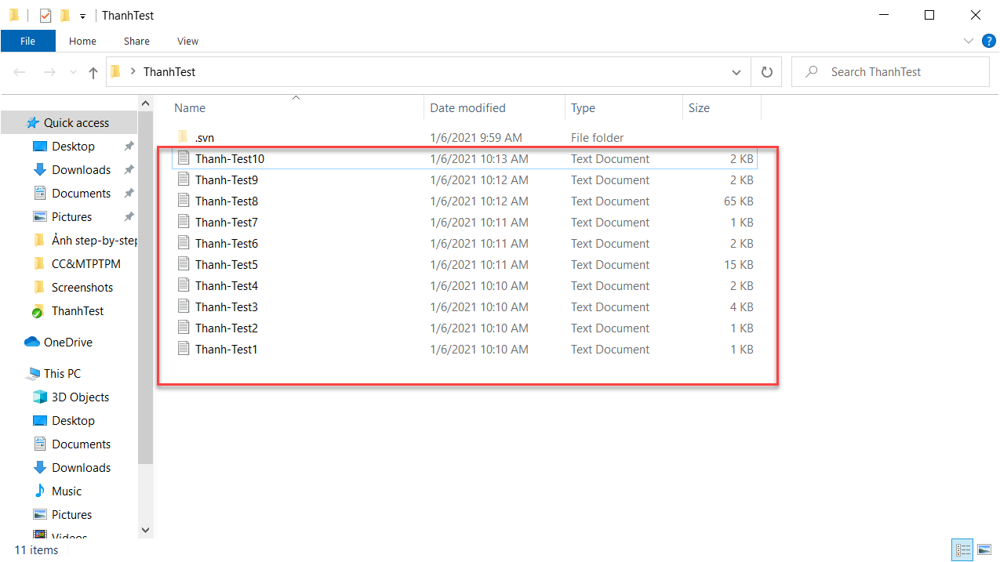 ThanhTest
File Home Share View
ThanhTest
Search ThanhTest
Name Date modified Type Size
Quick access
Desktop
Downloads
Documents
Pictures
Ảnh step-by-step
CC&MTPTPM
Screenshots
ThanhTest
OneDrive
This PC
3D Objects
Desktop
Documents
Downloads
Music
Pictures
Videos
.svn 1/6/2021 9:59 AM File folder
Thanh-Test10 1/6/2021 10:13 AM Text Document 2 KB
Thanh-Test9 1/6/2021 10:12 AM Text Document 2 KB
Thanh-Test8 1/6/2021 10:12 AM Text Document 65 KB
Thanh-Test7 1/6/2021 10:11 AM Text Document 1 KB
Thanh-Test6 1/6/2021 10:11 AM Text Document 2 KB
Thanh-Test5 1/6/2021 10:11 AM Text Document 15 KB
Thanh-Test4 1/6/2021 10:10 AM Text Document 2 KB
Thanh-Test3 1/6/2021 10:10 AM Text Document 4 KB
Thanh-Test2 1/6/2021 10:10 AM Text Document 1 KB
Thanh-Test1 1/6/2021 10:10 AM Text Document 1 KB
11 items